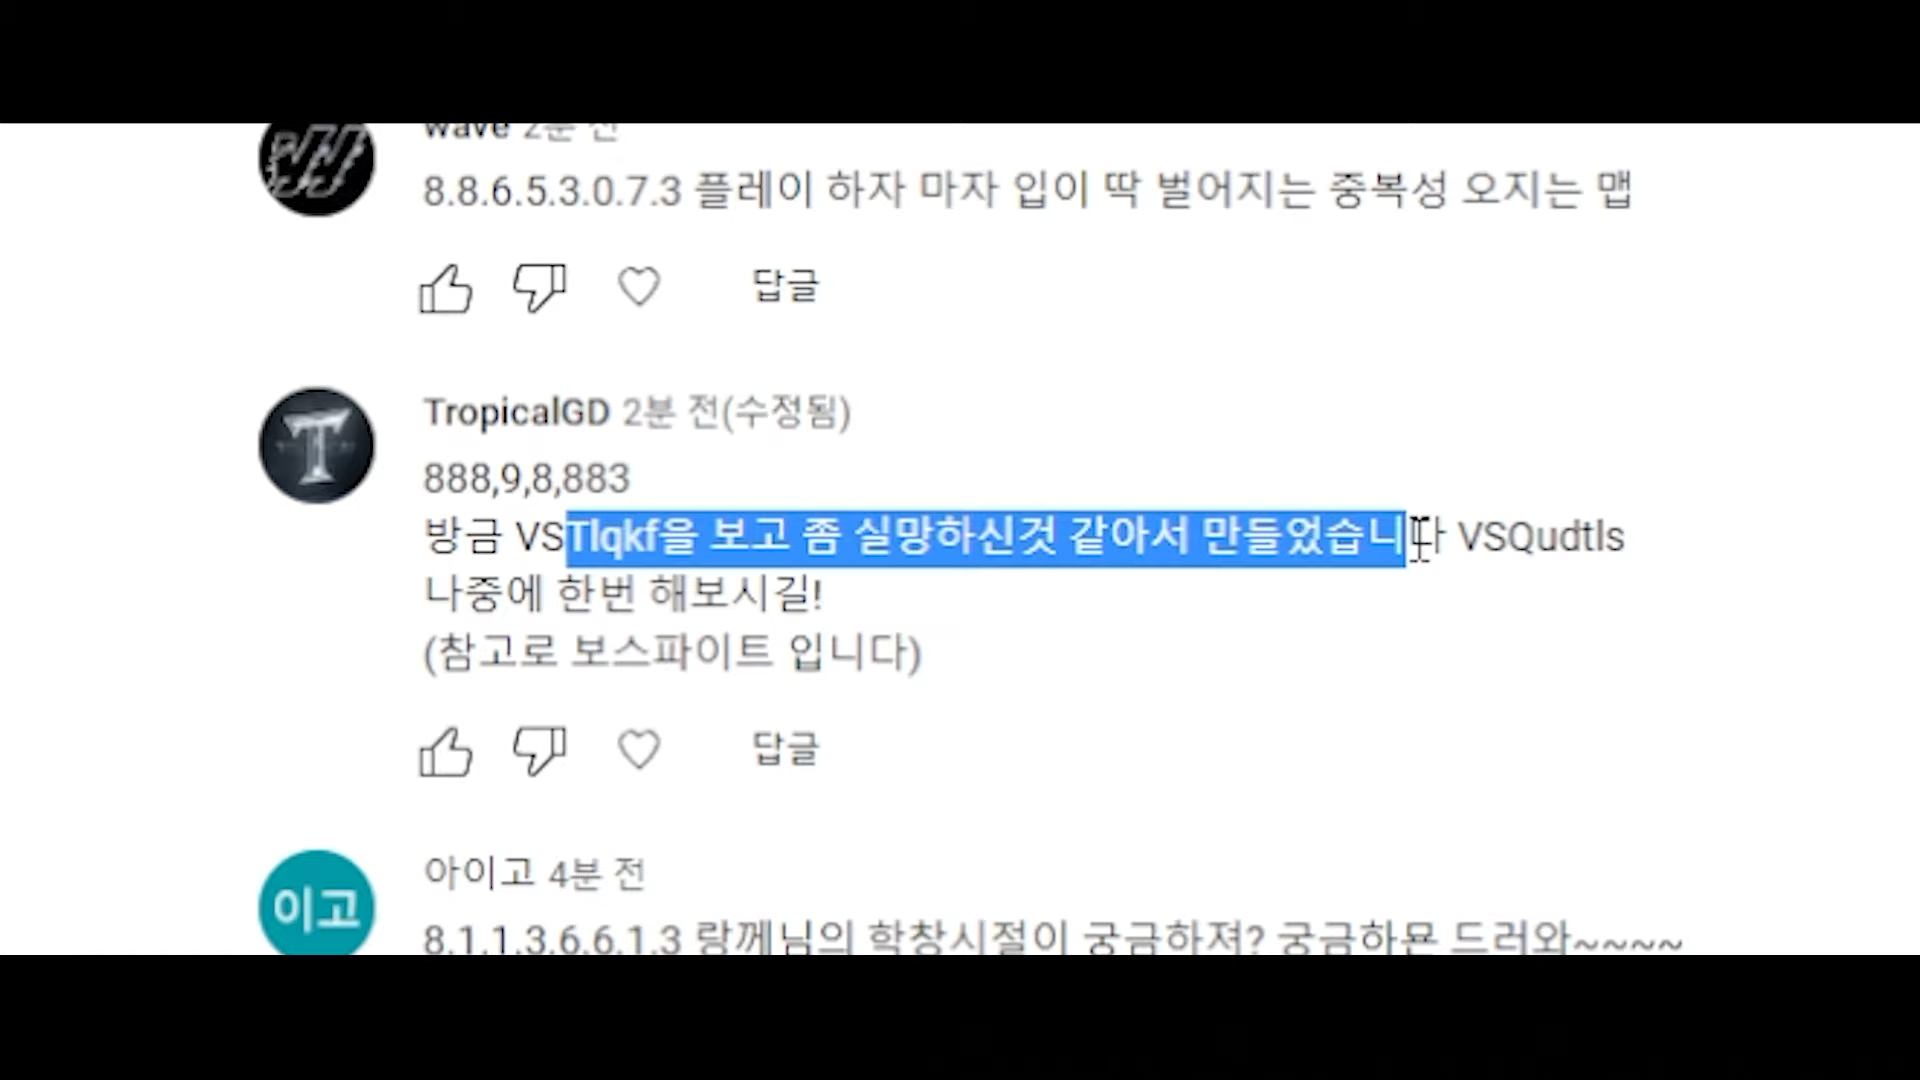 wave 2분 전
8.8.6.5.3.0.7.3 플레이 하자 마자 입이 딱 벌어지는 중복성 오지는 맵
답글
T
TropicalGD 2분 전(수정됨)
888,9,8,883
방금 VSTlqkf을 보고 좀 실망하신것 같아서 만들었습니다 VSQudtls
나중에 한번 해보시길!
(참고로 보스파이트 입니다)
답글
이고
아이고 4분 전
8.1.1.3.6.6.1.3 랑께님의 학창시절이 궁금하져? 궁금하묜 드러와~~~~